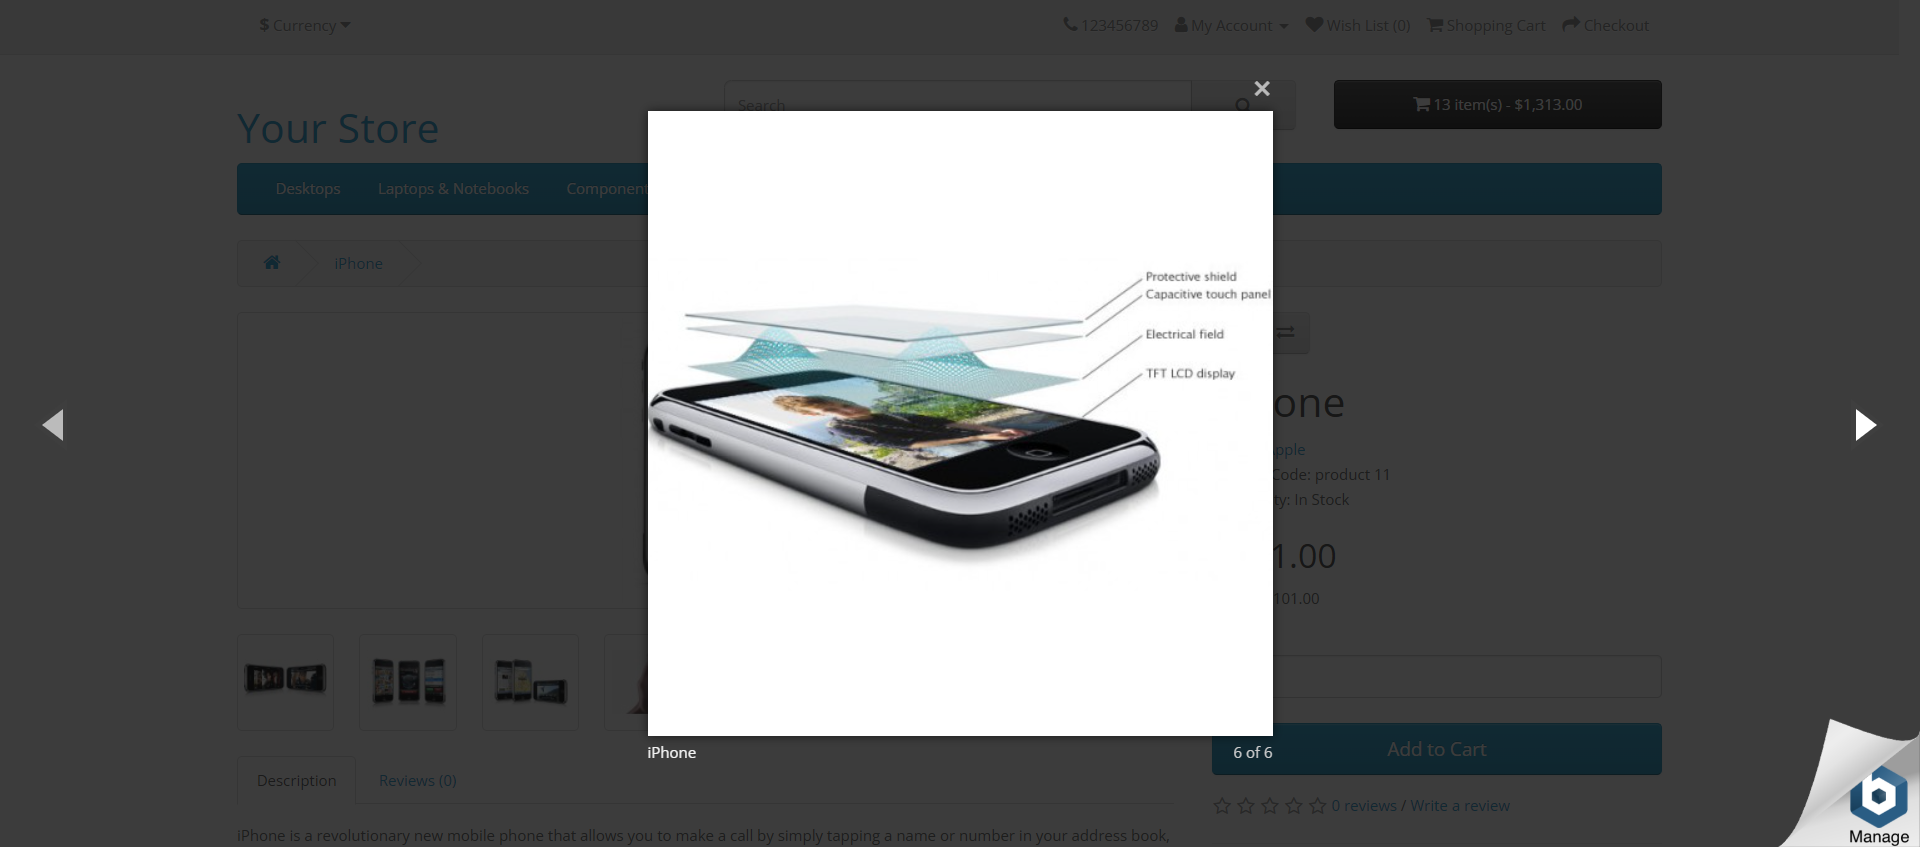 $ Currency
123456789 My Account Wish List (0) Shopping Cart Checkout
Search
13 item(s) - $1,313.00
Your Store
Desktops Laptops & Notebooks Component
iPhone
Protective shield
Capacitive touch panel
Electrical field
TFT LCD display
one
pple
Code: product 11
ty: In Stock
1.00
101.00
iPhone
6 of 6
Add to Cart
Description Reviews (0)
0 reviews / Write a review
iPhone is a revolutionary new mobile phone that allows you to make a call by simply tapping a name or number in your address book,
Manage